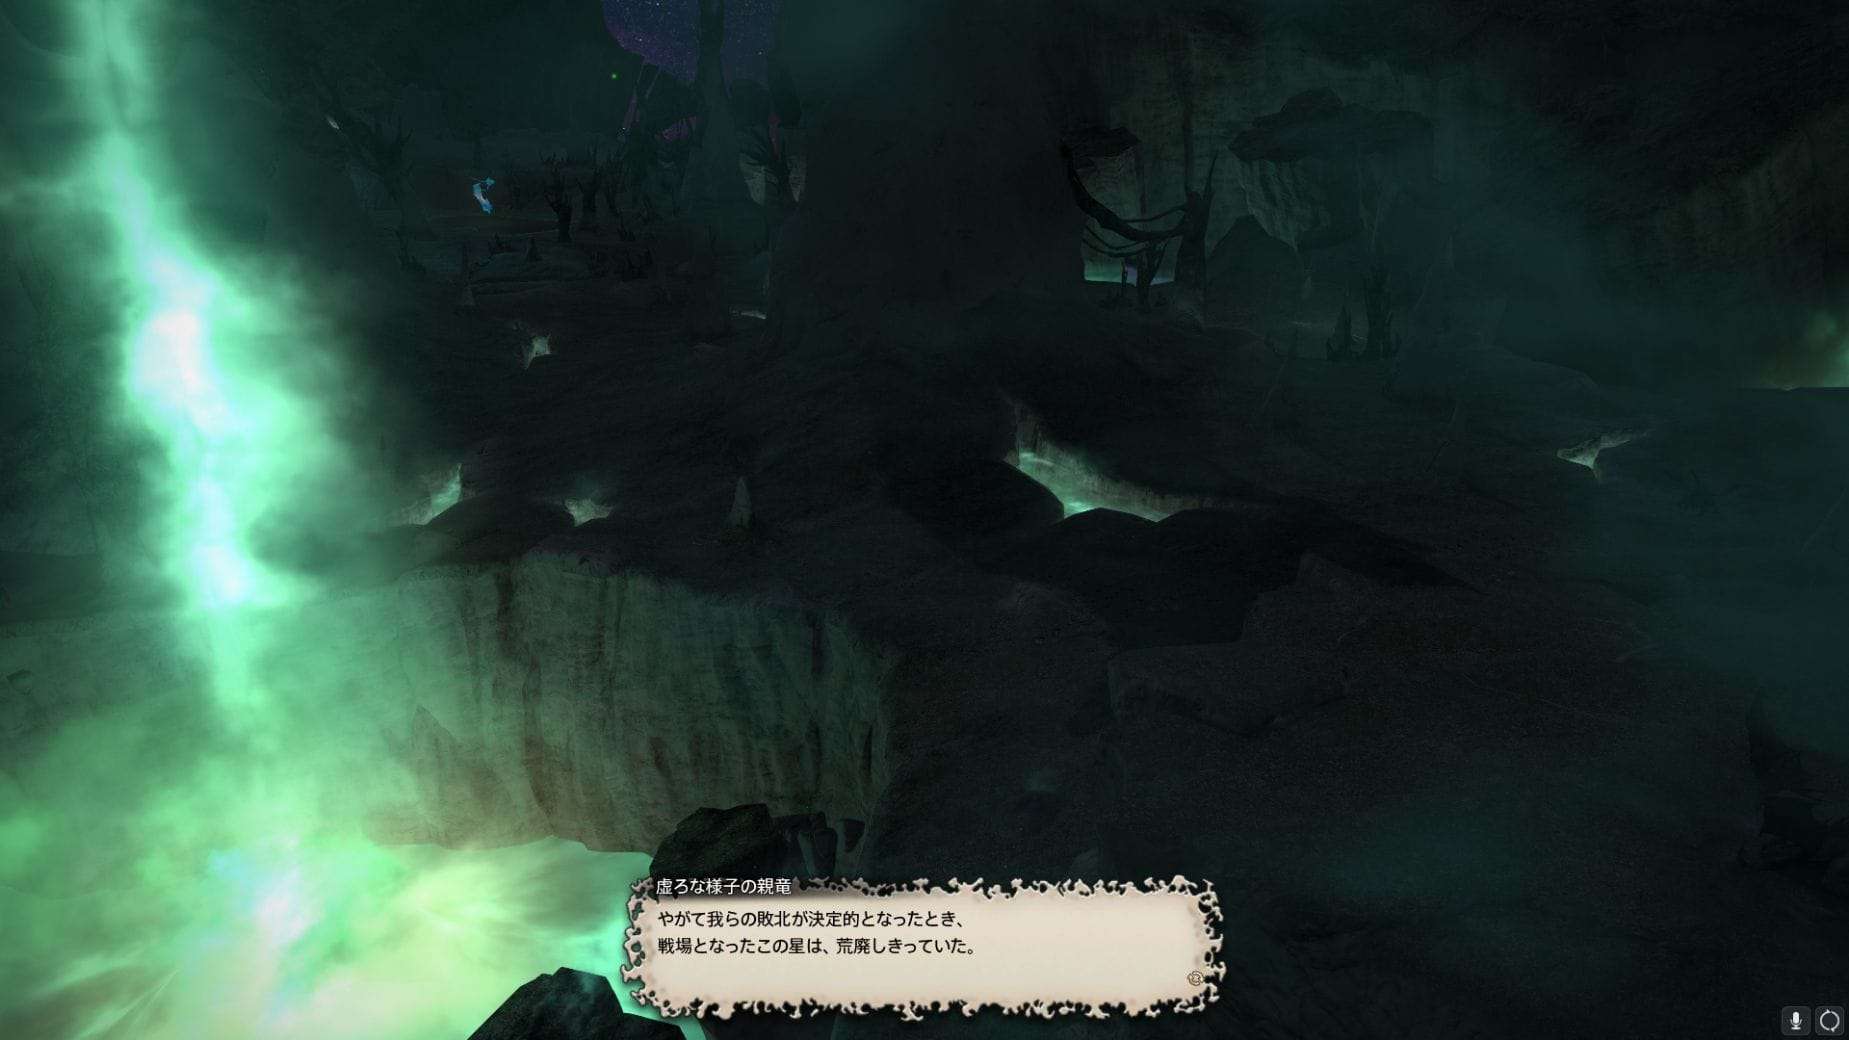 虚ろな様子の親竜
やがて我らの敗北が決定的となったとき、
戦場となったこの星は、荒廃しきっていた。